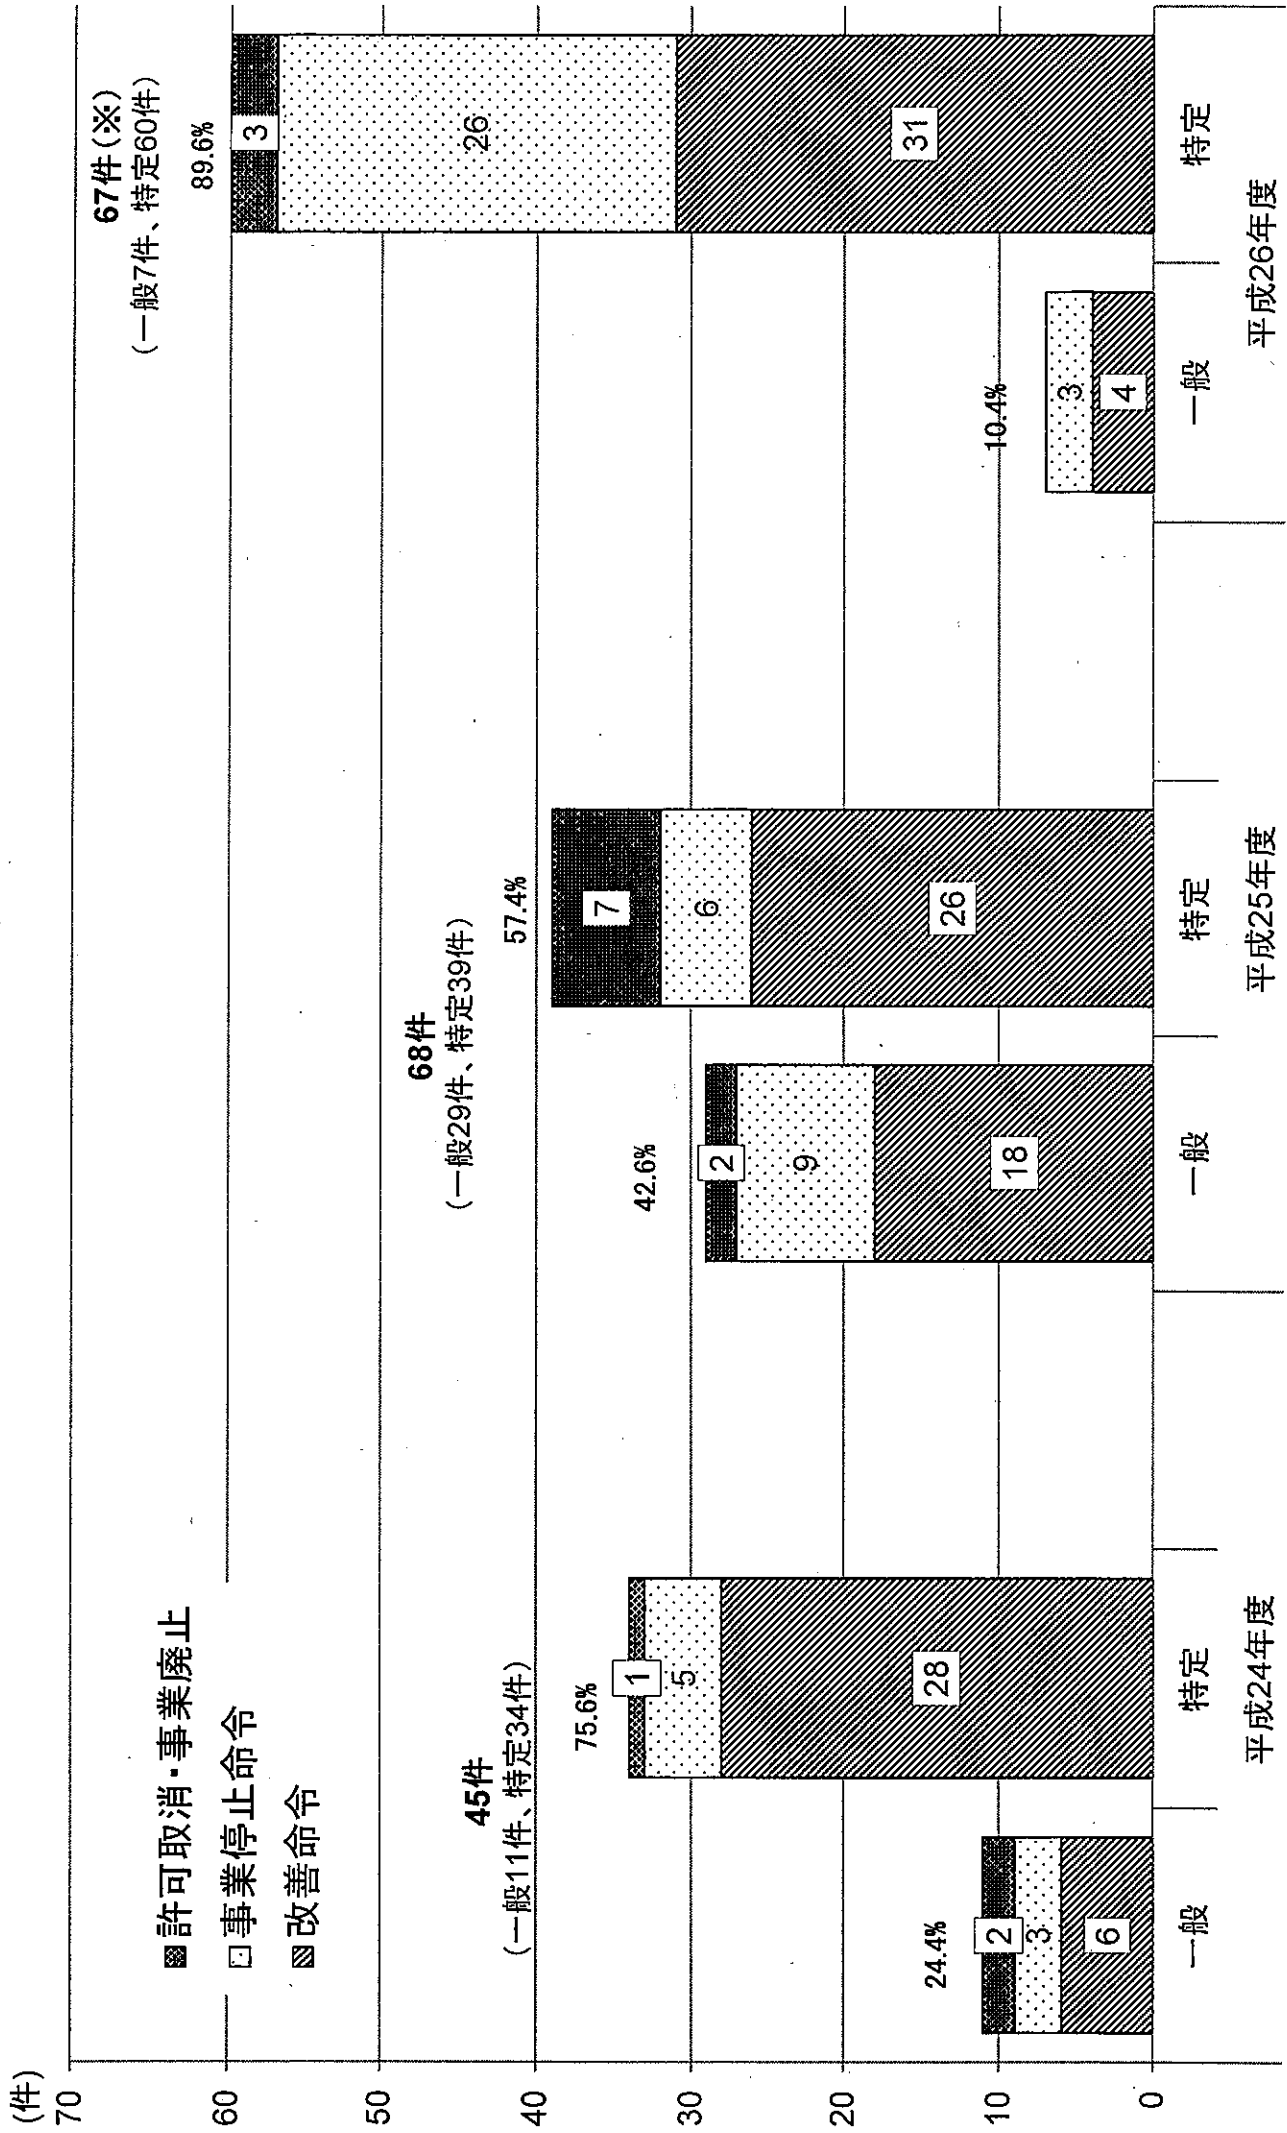 (件)
70
60
50
40
30
20
10
0
許可取消・事業廃止
事業停止命令
改善命令
45件
(一般11件、特定34件)
24.4%
2
3
6
75.6%
1
5
28
68件
(一般29件、特定39件)
42.6%
2
9
18
57.4%
7
6
26
67件(※)
(一般7件、特定60件)
10.4%
3
4
89.6%
3
26
31
一般
特定
一般
特定
一般
特定
平成24年度
平成25年度
平成26年度